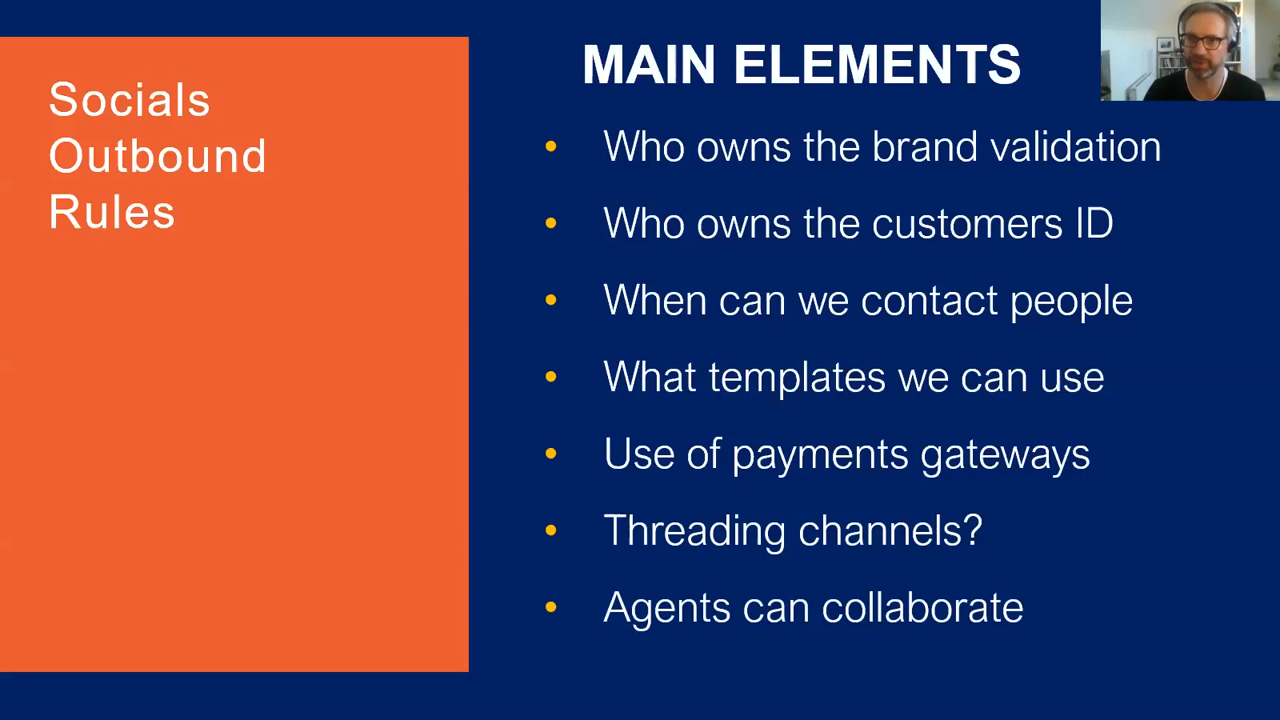 Socials
Outbound
Rules
MAIN ELEMENTS
• Who owns the brand validation
• Who owns the customers ID
• When can we contact people
• What templates we can use
• Use of payments gateways
• Threading channels?
• Agents can collaborate